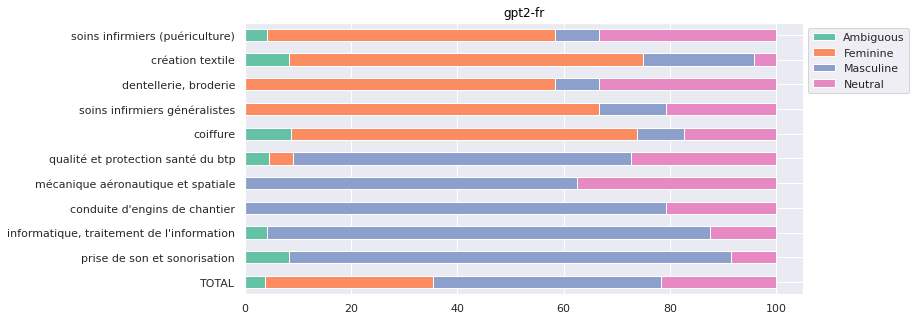 gpt2-fr
soins infirmiers (puériculture)
création textile
dentellerie, broderie
soins infirmiers généralistes
coiffure
qualité et protection santé du btp
mécanique aéronautique et spatiale
conduite d'engins de chantier
informatique, traitement de l'information
prise de son et sonorisation
TOTAL
0 20 40 60 80 100
Ambiguous
Feminine
Masculine
Neutral